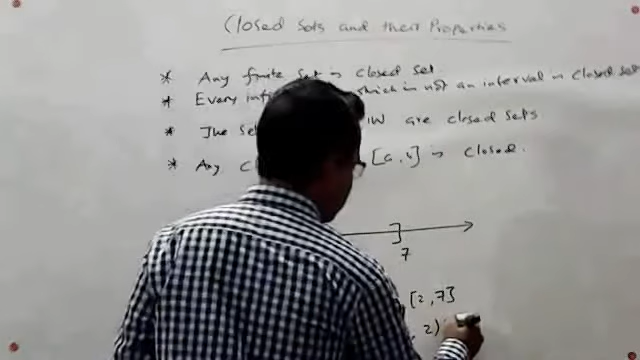 Closed Sets and their Properties
* Any finite set is closed set
* Every inf which is not an interval is closed set
* The Se IN are closed sets
* Any c [a, b] is closed.
7
[2, 7]
, 2)